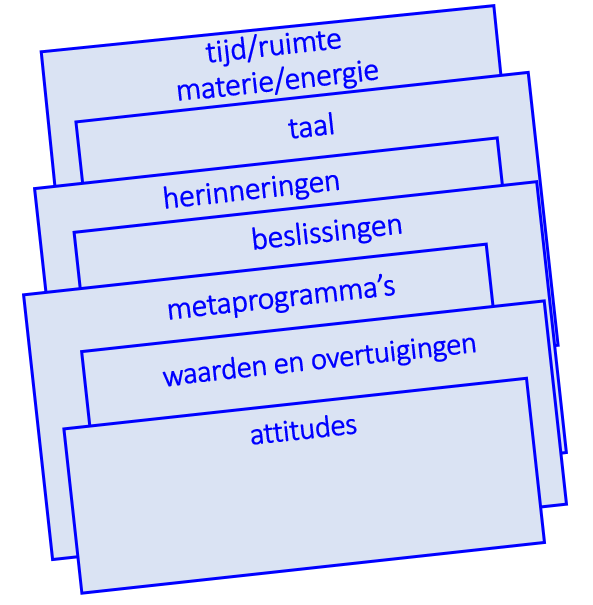 tijd/ruimte
materie/energie
taal
herinneringen
beslissingen
metaprogramma’s
waarden en overtuigingen
attitudes